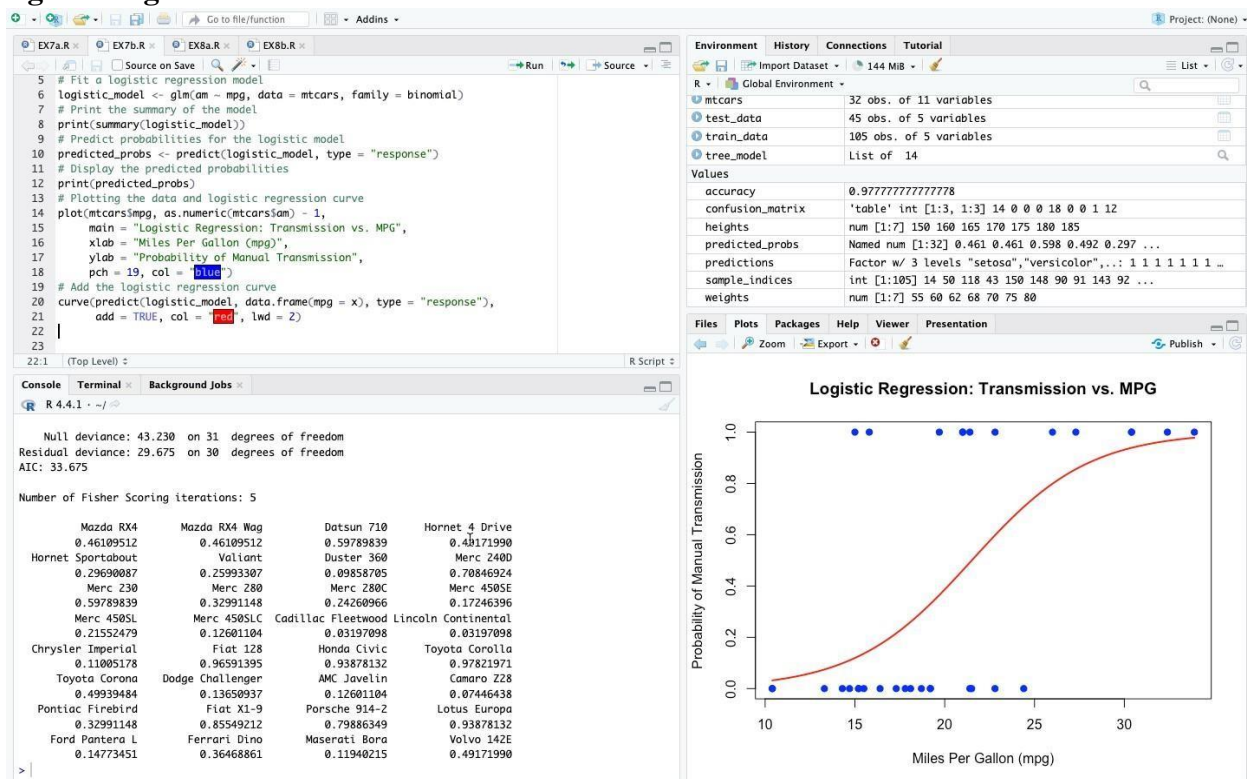 Go to file/function
Addins
Project: (None)
EX7a.R
EX7b.R
EX8a.R
EX8b.R
Source on Save
Run
Source
5 # Fit a logistic regression model
6 logistic_model <- glm(am ~ mpg, data = mtcars, family = binomial)
7 # Print the summary of the model
8 print(summary(logistic_model))
9 # Predict probabilities for the logistic model
10 predicted_probs <- predict(logistic_model, type = "response")
11 # Display the predicted probabilities
12 print(predicted_probs)
13 # Plotting the data and logistic regression curve
14 plot(mtcars$mpg, as.numeric(mtcars$am) - 1,
15 main = "Logistic Regression: Transmission vs. MPG",
16 xlab = "Miles Per Gallon (mpg)",
17 ylab = "Probability of Manual Transmission",
18 pch = 19, col = "blue")
19 # Add the logistic regression curve
20 curve(predict(logistic_model, data.frame(mpg = x), type = "response"),
21 add = TRUE, col = "red", lwd = 2)
22
23
22:1 (Top Level) R Script
Console Terminal Background Jobs
R 4.4.1 · ~/
Null deviance: 43.230 on 31 degrees of freedom
Residual deviance: 29.675 on 30 degrees of freedom
AIC: 33.675
Number of Fisher Scoring iterations: 5
Mazda RX4 Mazda RX4 Wag Datsun 710 Hornet 4 Drive
0.46109512 0.46109512 0.59789839 0.49171990
Hornet Sportabout Valiant Duster 360 Merc 240D
0.29690087 0.25993307 0.09858705 0.70846924
Merc 230 Merc 280 Merc 280C Merc 450SE
0.59789839 0.32991148 0.24260966 0.17246396
Merc 450SL Merc 450SLC Cadillac Fleetwood Lincoln Continental
0.21552479 0.12601104 0.03197098 0.03197098
Chrysler Imperial Fiat 128 Honda Civic Toyota Corolla
0.11005178 0.96591395 0.93878132 0.97821971
Toyota Corona Dodge Challenger AMC Javelin Camaro Z28
0.49939484 0.13650937 0.12601104 0.07446438
Pontiac Firebird Fiat X1-9 Porsche 914-2 Lotus Europa
0.32991148 0.85549212 0.79886349 0.93878132
Ford Pantera L Ferrari Dino Maserati Bora Volvo 142E
0.14773451 0.36468861 0.11940215 0.49171990
>
Environment History Connections Tutorial
Import Dataset 144 MiB List
R Global Environment
mtcars 32 obs. of 11 variables
test_data 45 obs. of 5 variables
train_data 105 obs. of 5 variables
tree_model List of 14
Values
accuracy 0.977777777777778
confusion_matrix 'table' int [1:3, 1:3] 14 0 0 0 18 0 0 1 12
heights num [1:7] 150 160 165 170 175 180 185
predicted_probs Named num [1:32] 0.461 0.461 0.598 0.492 0.297 ...
predictions Factor w/ 3 levels "setosa","versicolor",..: 1 1 1 1 1 1 1 …
sample_indices int [1:105] 14 50 118 43 150 148 90 91 143 92 ...
weights num [1:7] 55 60 62 68 70 75 80
Files Plots Packages Help Viewer Presentation
Zoom Export Publish
Logistic Regression: Transmission vs. MPG
Probability of Manual Transmission
1.0
0.8
0.6
0.4
0.2
0.0
10 15 20 25 30
Miles Per Gallon (mpg)